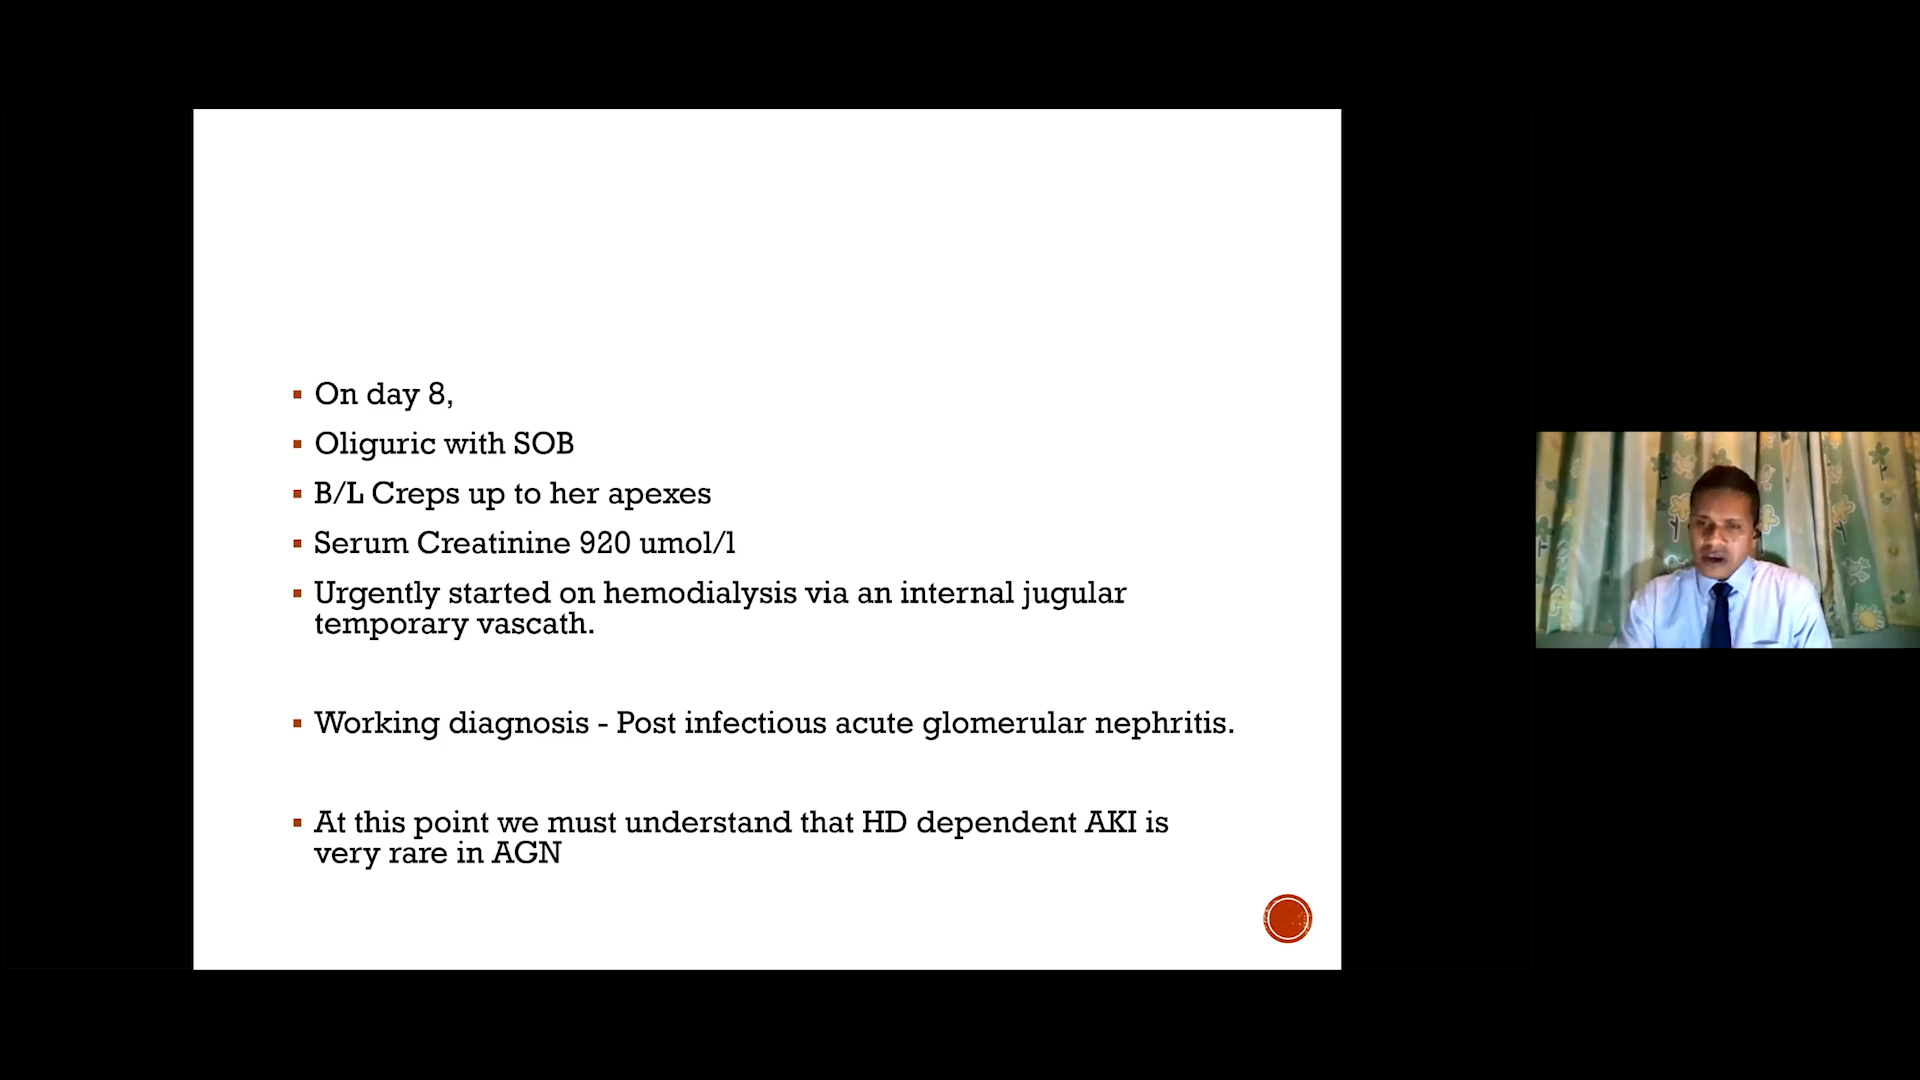 On day 8,
Oliguric with SOB
B/L Creps up to her apexes
Serum Creatinine 920 umol/l
Urgently started on hemodialysis via an internal jugular
temporary vascath.
Working diagnosis - Post infectious acute glomerular nephritis.
At this point we must understand that HD dependent AKI is
very rare in AGN